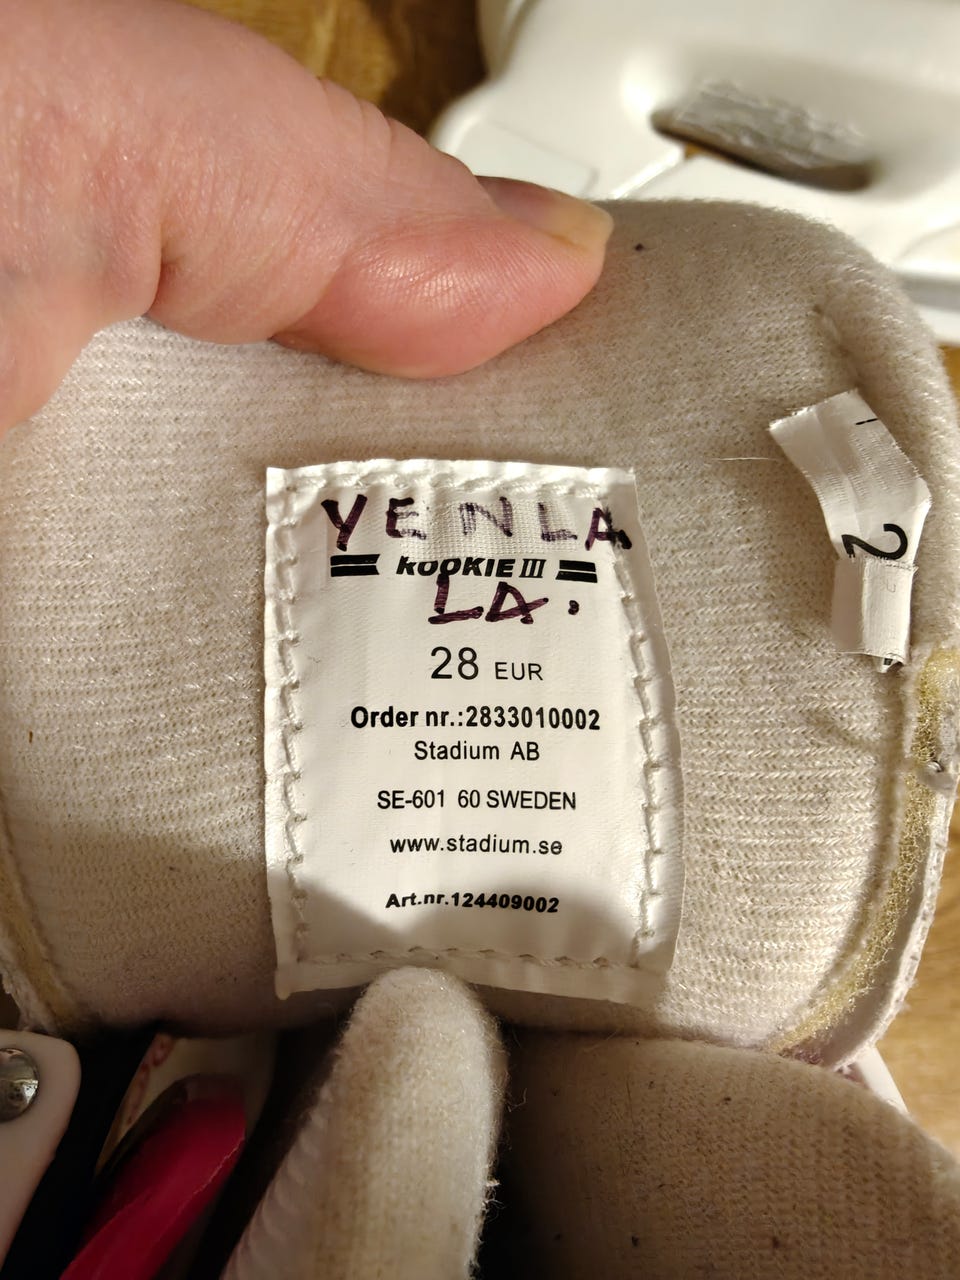 YENLA
ROOKIE III
LA.
28 EUR
Order nr.:2833010002
Stadium AB
SE-601 60 SWEDEN
www.stadium.se
Art.nr.124409002
2